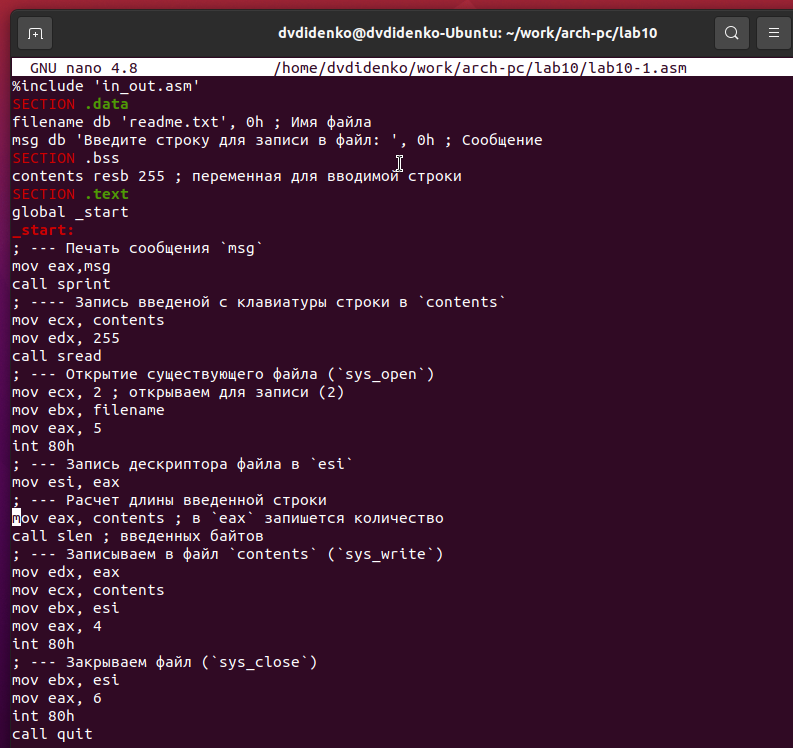 dvdidenko@dvdidenko-Ubuntu: ~/work/arch-pc/lab10
GNU nano 4.8 /home/dvdidenko/work/arch-pc/lab10/lab10-1.asm
%include 'in_out.asm'
SECTION .data
filename db 'readme.txt', 0h ; Имя файла
msg db 'Введите строку для записи в файл: ', 0h ; Сообщение
SECTION .bss
contents resb 255 ; переменная для вводимой строки
SECTION .text
global _start
_start:
; --- Печать сообщения `msg`
mov eax,msg
call sprint
; ---- Запись введеной с клавиатуры строки в `contents`
mov ecx, contents
mov edx, 255
call sread
; --- Открытие существующего файла (`sys_open`)
mov ecx, 2 ; открываем для записи (2)
mov ebx, filename
mov eax, 5
int 80h
; --- Запись дескриптора файла в `esi`
mov esi, eax
; --- Расчет длины введенной строки
mov eax, contents ; в `eax` запишется количество
call slen ; введенных байтов
; --- Записываем в файл `contents` (`sys_write`)
mov edx, eax
mov ecx, contents
mov ebx, esi
mov eax, 4
int 80h
; --- Закрываем файл (`sys_close`)
mov ebx, esi
mov eax, 6
int 80h
call quit